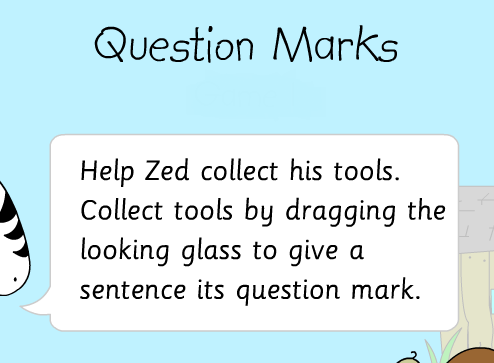 Question Marks
Help Zed collect his tools.
Collect tools by dragging the
looking glass to give a
sentence its question mark.